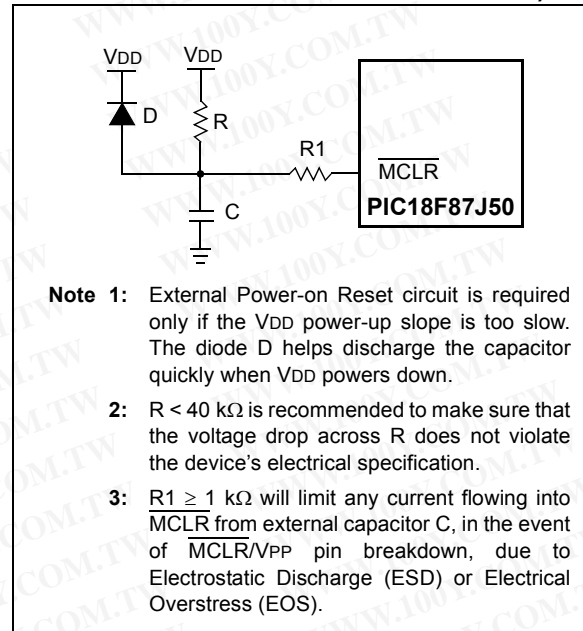 VDD VDD
D
R
R1
MCLR
C
PIC18F87J50
Note 1: External Power-on Reset circuit is required
only if the VDD power-up slope is too slow.
The diode D helps discharge the capacitor
quickly when VDD powers down.
2: R < 40 kΩ is recommended to make sure that
the voltage drop across R does not violate
the device's electrical specification.
3: R1 ≥ 1 kΩ will limit any current flowing into
MCLR from external capacitor C, in the event
of MCLR/VPP pin breakdown, due to
Electrostatic Discharge (ESD) or Electrical
Overstress (EOS).
WWW.100Y.COM.TW